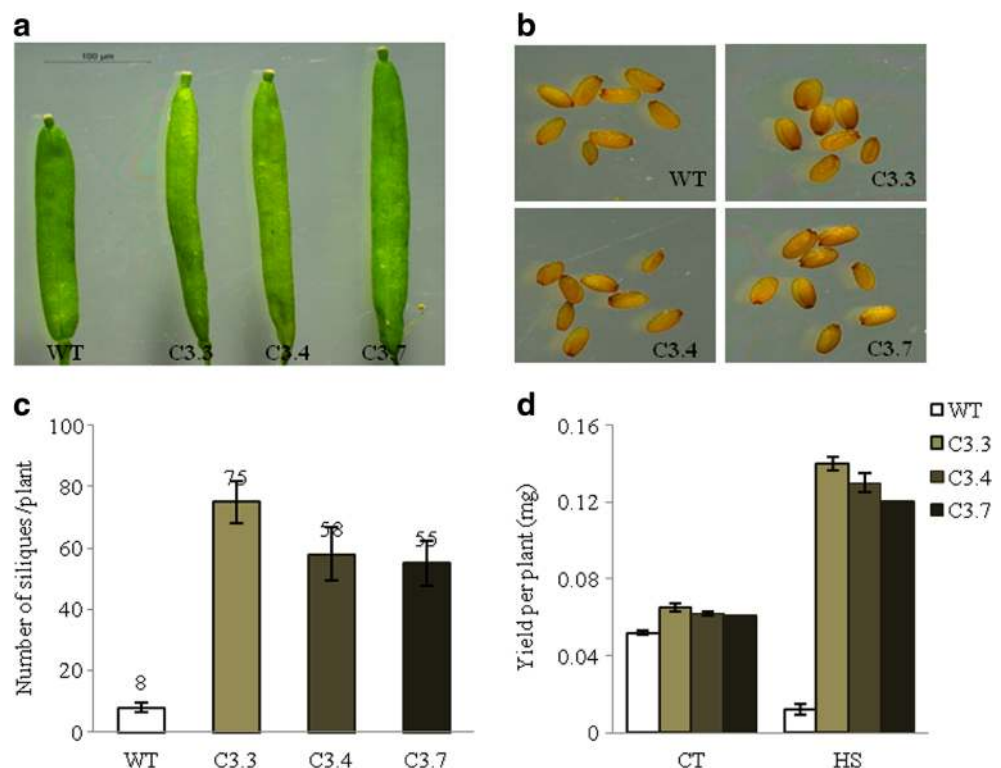 a
100 µm
WT
C3.3
C3.4
C3.7
b
WT
C3.3
C3.4
C3.7
c
Number of siliques/plant
100
80
60
40
20
0
8
75
58
55
WT
C3.3
C3.4
C3.7
d
Yield per plant (mg)
0.16
0.12
0.08
0.04
0
CT
HS
WT
C3.3
C3.4
C3.7